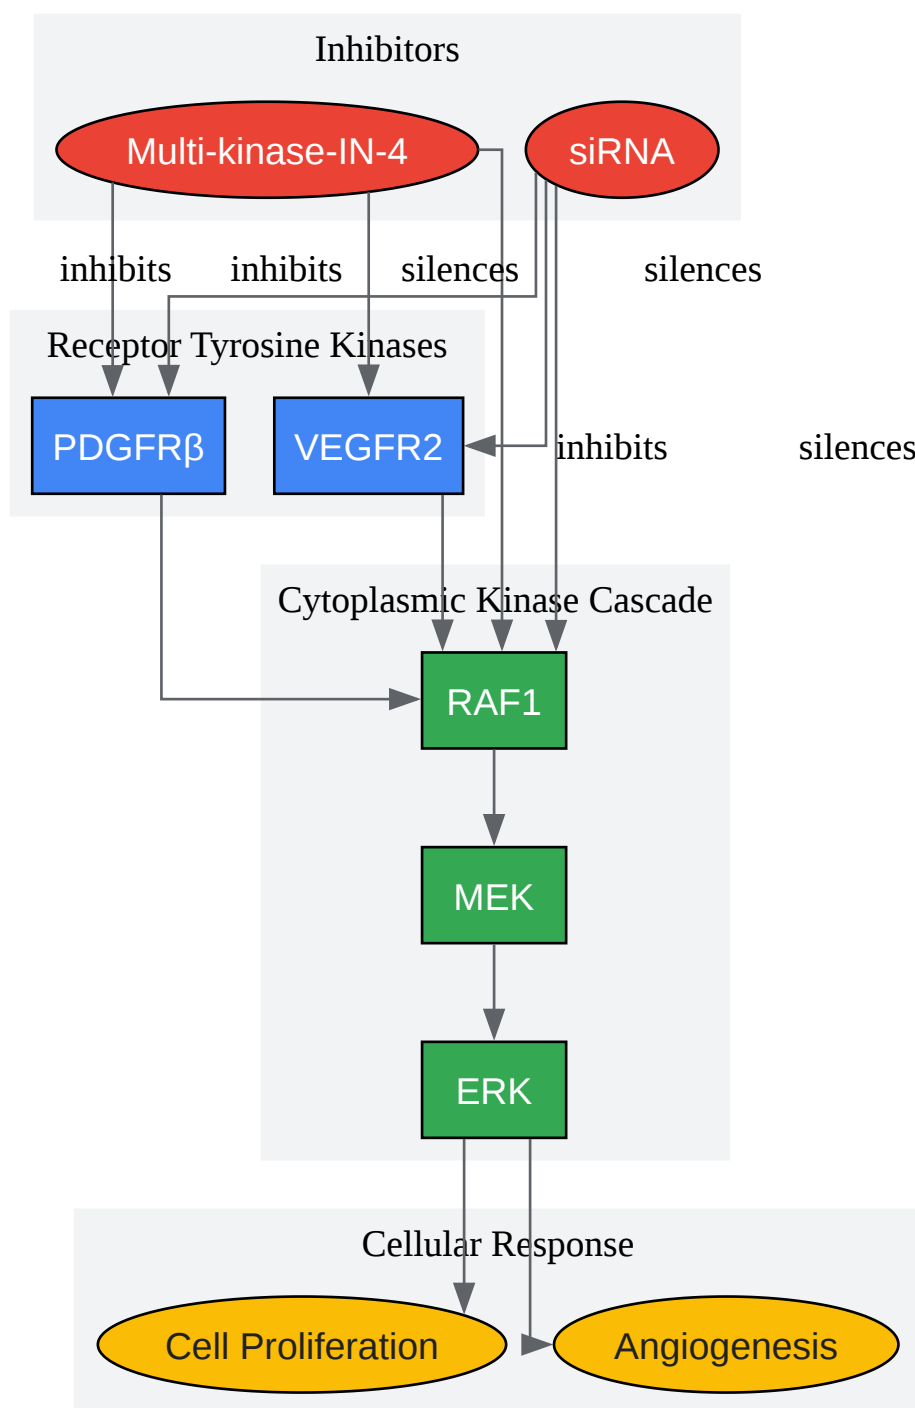 Inhibitors
Multi-kinase-IN-4
siRNA
inhibits
inhibits
silences
silences
Receptor Tyrosine Kinases
PDGFRβ
VEGFR2
inhibits
silences
Cytoplasmic Kinase Cascade
RAF1
MEK
ERK
Cellular Response
Cell Proliferation
Angiogenesis